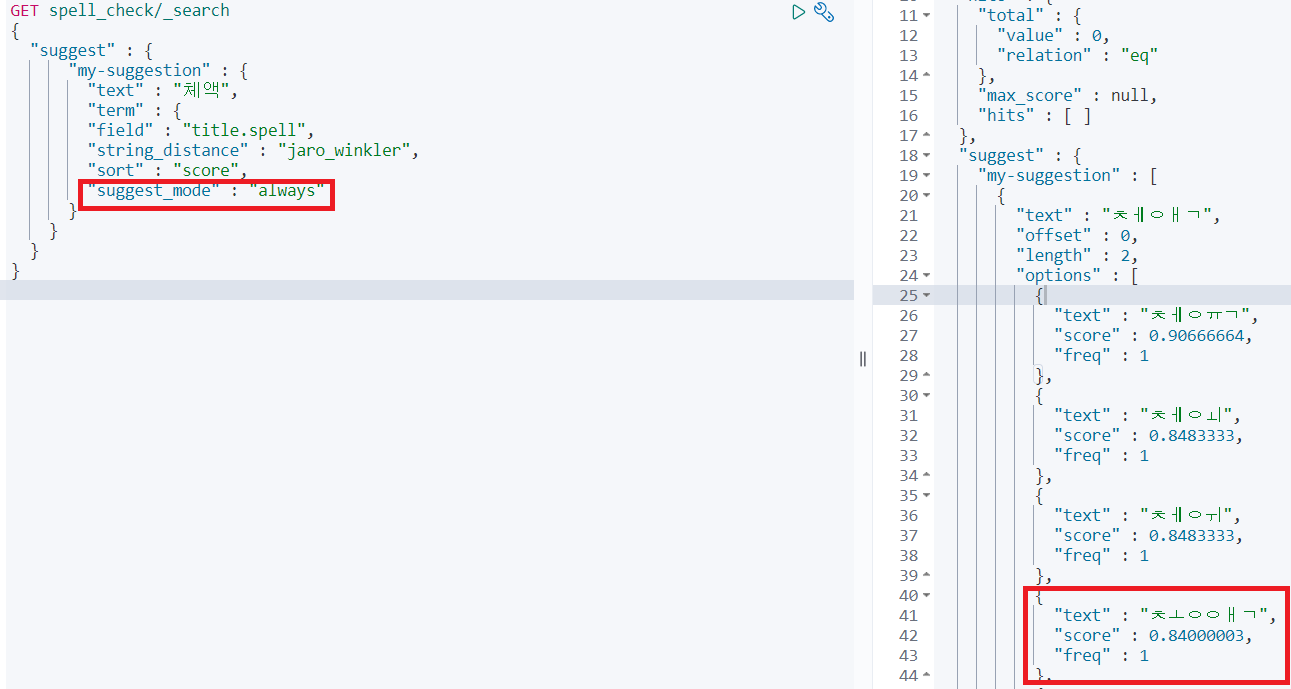 GET spell_check/_search
{
"suggest" : {
"my-suggestion" : {
"text" : "체액",
"term" : {
"field" : "title.spell",
"string_distance" : "jaro_winkler",
"sort" : "score",
"suggest_mode" : "always"
}
}
}
}
11 "total" : {
12 "value" : 0,
13 "relation" : "eq"
14 },
15 "max_score" : null,
16 "hits" : [ ]
17 },
18 "suggest" : {
19 "my-suggestion" : [
20 {
21 "text" : "ㅊㅔㅇㅐㄱ",
22 "offset" : 0,
23 "length" : 2,
24 "options" : [
25 {
26 "text" : "ㅊㅔㅇㅠㄱ",
27 "score" : 0.90666664,
28 "freq" : 1
29 },
30 {
31 "text" : "ㅊㅔㅇㅚ",
32 "score" : 0.8483333,
33 "freq" : 1
34 },
35 {
36 "text" : "ㅊㅔㅇㅟ",
37 "score" : 0.8483333,
38 "freq" : 1
39 },
40 {
41 "text" : "ㅊㅗㅇㅇㅐㄱ",
42 "score" : 0.84000003,
43 "freq" : 1
44 },